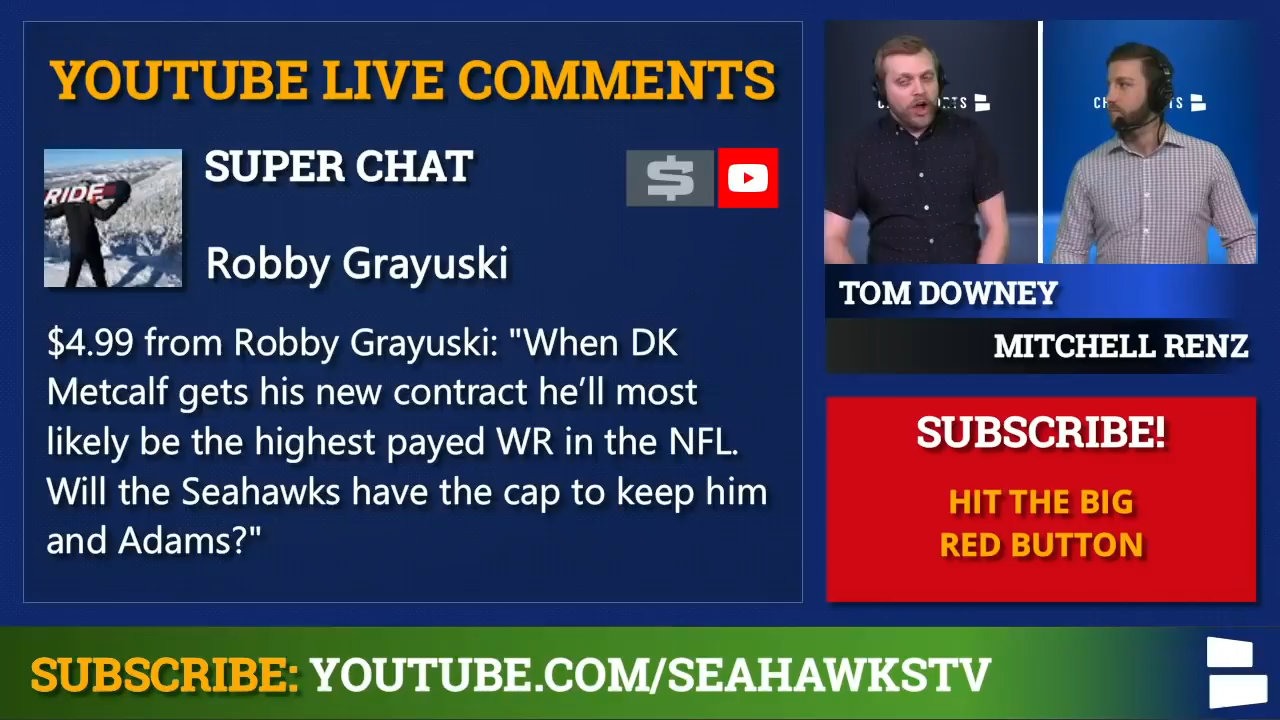 YOUTUBE LIVE COMMENTS
RIDE
SUPER CHAT
$
Robby Grayuski
$4.99 from Robby Grayuski: "When DK
Metcalf gets his new contract he’ll most
likely be the highest payed WR in the NFL.
Will the Seahawks have the cap to keep him
and Adams?"
TOM DOWNEY
MITCHELL RENZ
SUBSCRIBE!
HIT THE BIG
RED BUTTON
SUBSCRIBE: YOUTUBE.COM/SEAHAWKSTV